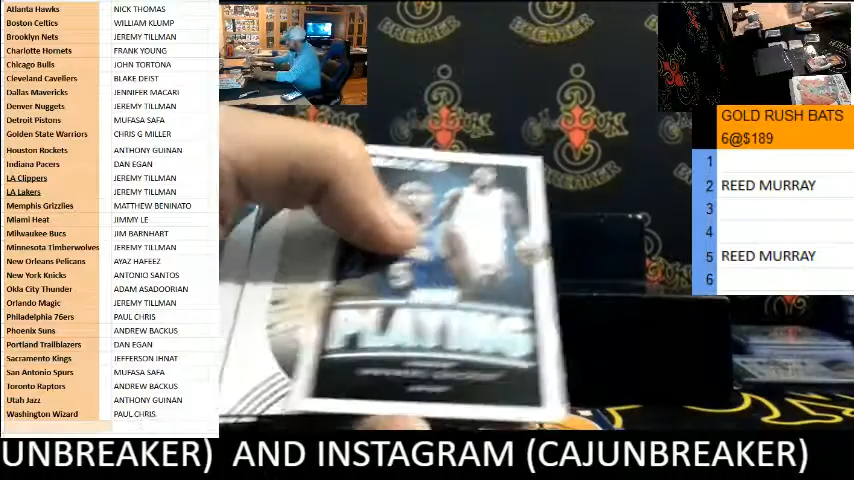 Atlanta Hawks NICK THOMAS
Boston Celtics WILLIAM KLUMP
Brooklyn Nets JEREMY TILLMAN
Charlotte Hornets FRANK YOUNG
Chicago Bulls JOHN TORTONA
Cleveland Caveliers BLAKE DEIST
Dallas Mavericks JENNIFER MACARI
Denver Nuggets JEREMY TILLMAN
Detroit Pistons MUFASA SAFA
Golden State Warriors CHRIS G MILLER
Houston Rockets ANTHONY GUINAN
Indiana Pacers DAN EGAN
LA Clippers JEREMY TILLMAN
LA Lakers JEREMY TILLMAN
Memphis Grizzlies MATTHEW BENINATO
Miami Heat JIMMY LE
Milwaukee Bucs JIM BARNHART
Minnesota Timberwolves JEREMY TILLMAN
New Orleans Pelicans AYAZ HAFEEZ
New York Knicks ANTONIO SANTOS
Okla City Thunder ADAM ASADOORIAN
Orlando Magic JEREMY TILLMAN
Philadelphia 76ers PAUL CHRIS
Phoenix Suns ANDREW BACKUS
Portland Trailblazers DAN EGAN
Sacramento Kings JEFFERSON IHNAT
San Antonio Spurs MUFASA SAFA
Toronto Raptors ANDREW BACKUS
Utah Jazz ANTHONY GUINAN
Washington Wizard PAUL CHRIS
CAJUN
BREAKER
PLAYING
GOLD RUSH BATS
6@$189
1
2 REED MURRAY
3
4
5 REED MURRAY
6
UNBREAKER) AND INSTAGRAM (CAJUNBREAKER)